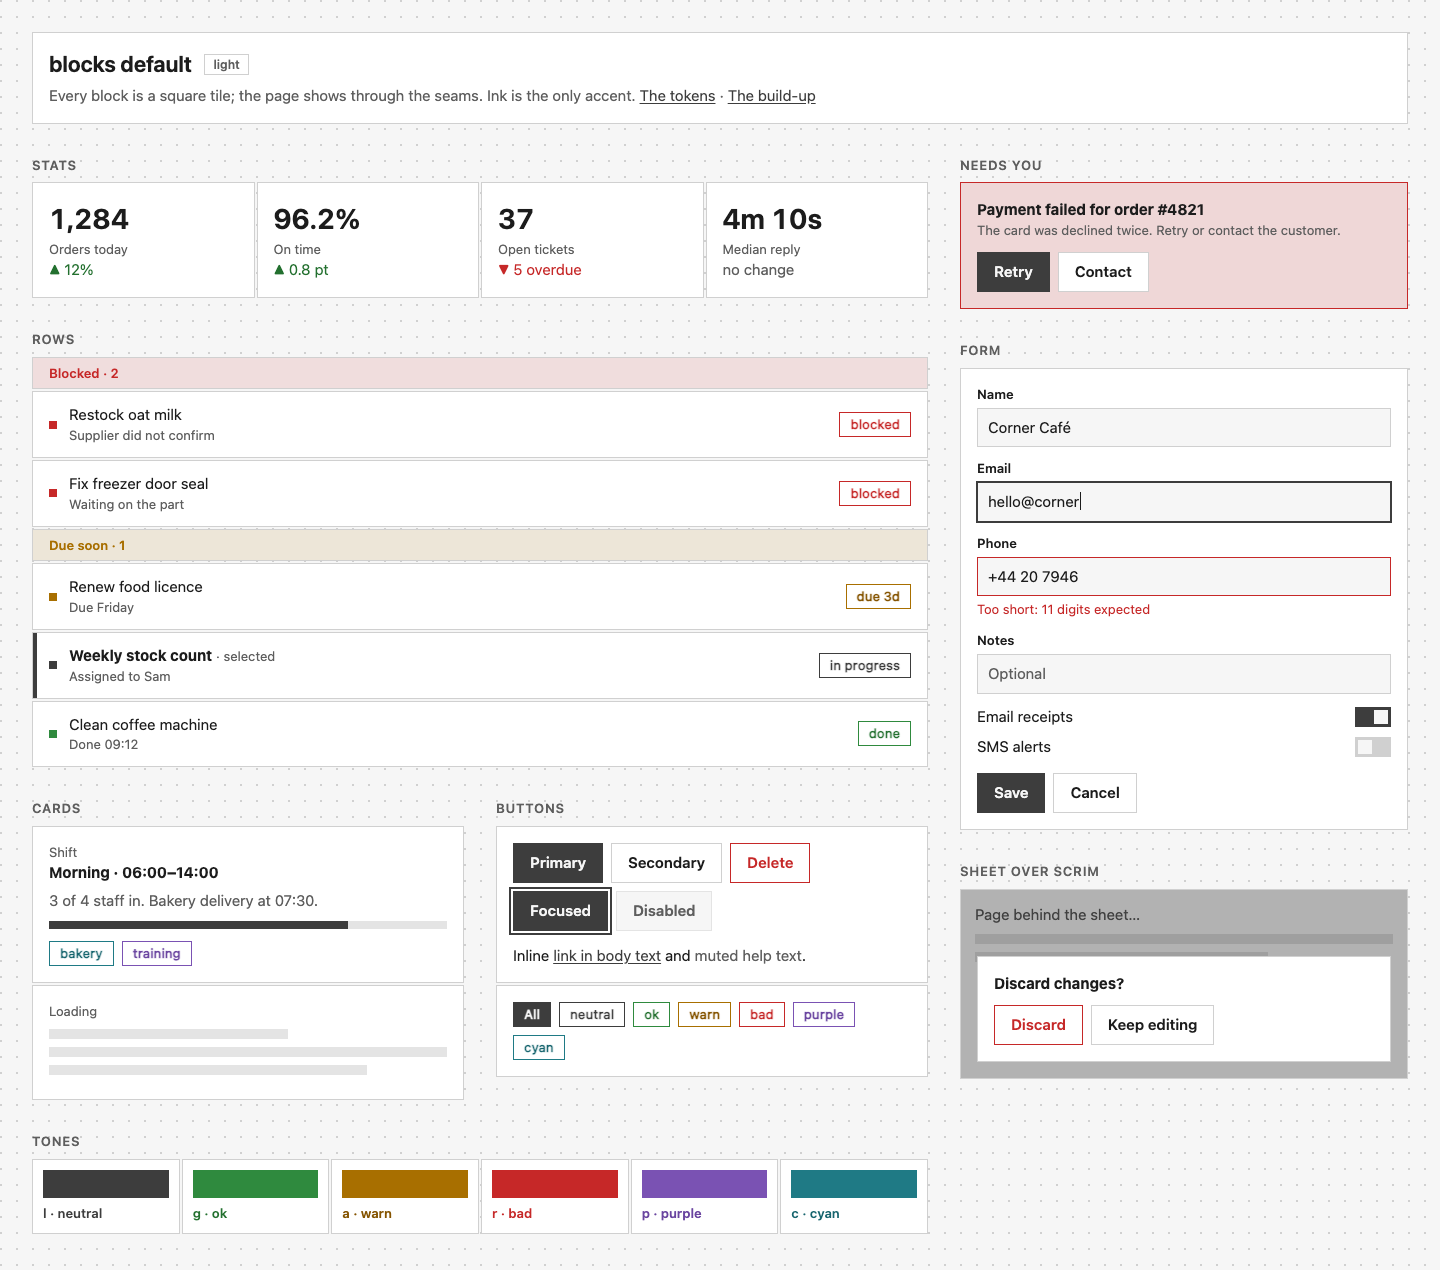 blocks default light
Every block is a square tile; the page shows through the seams. Ink is the only accent. The tokens · The build-up
STATS
1,284
Orders today
▲ 12%
96.2%
On time
▲ 0.8 pt
37
Open tickets
▼ 5 overdue
4m 10s
Median reply
no change
NEEDS YOU
Payment failed for order #4821
The card was declined twice. Retry or contact the customer.
Retry Contact
ROWS
Blocked · 2
Restock oat milk
Supplier did not confirm
blocked
Fix freezer door seal
Waiting on the part
blocked
Due soon · 1
Renew food licence
Due Friday
due 3d
Weekly stock count · selected
Assigned to Sam
in progress
Clean coffee machine
Done 09:12
done
FORM
Name
Corner Café
Email
hello@corner
Phone
+44 20 7946
Too short: 11 digits expected
Notes
Optional
Email receipts
SMS alerts
Save Cancel
CARDS
Shift
Morning · 06:00–14:00
3 of 4 staff in. Bakery delivery at 07:30.
bakery training
Loading
BUTTONS
Primary Secondary Delete
Focused Disabled
Inline link in body text and muted help text.
All neutral ok warn bad purple
cyan
SHEET OVER SCRIM
Page behind the sheet...
Discard changes?
Discard Keep editing
TONES
l · neutral
g · ok
a · warn
r · bad
p · purple
c · cyan